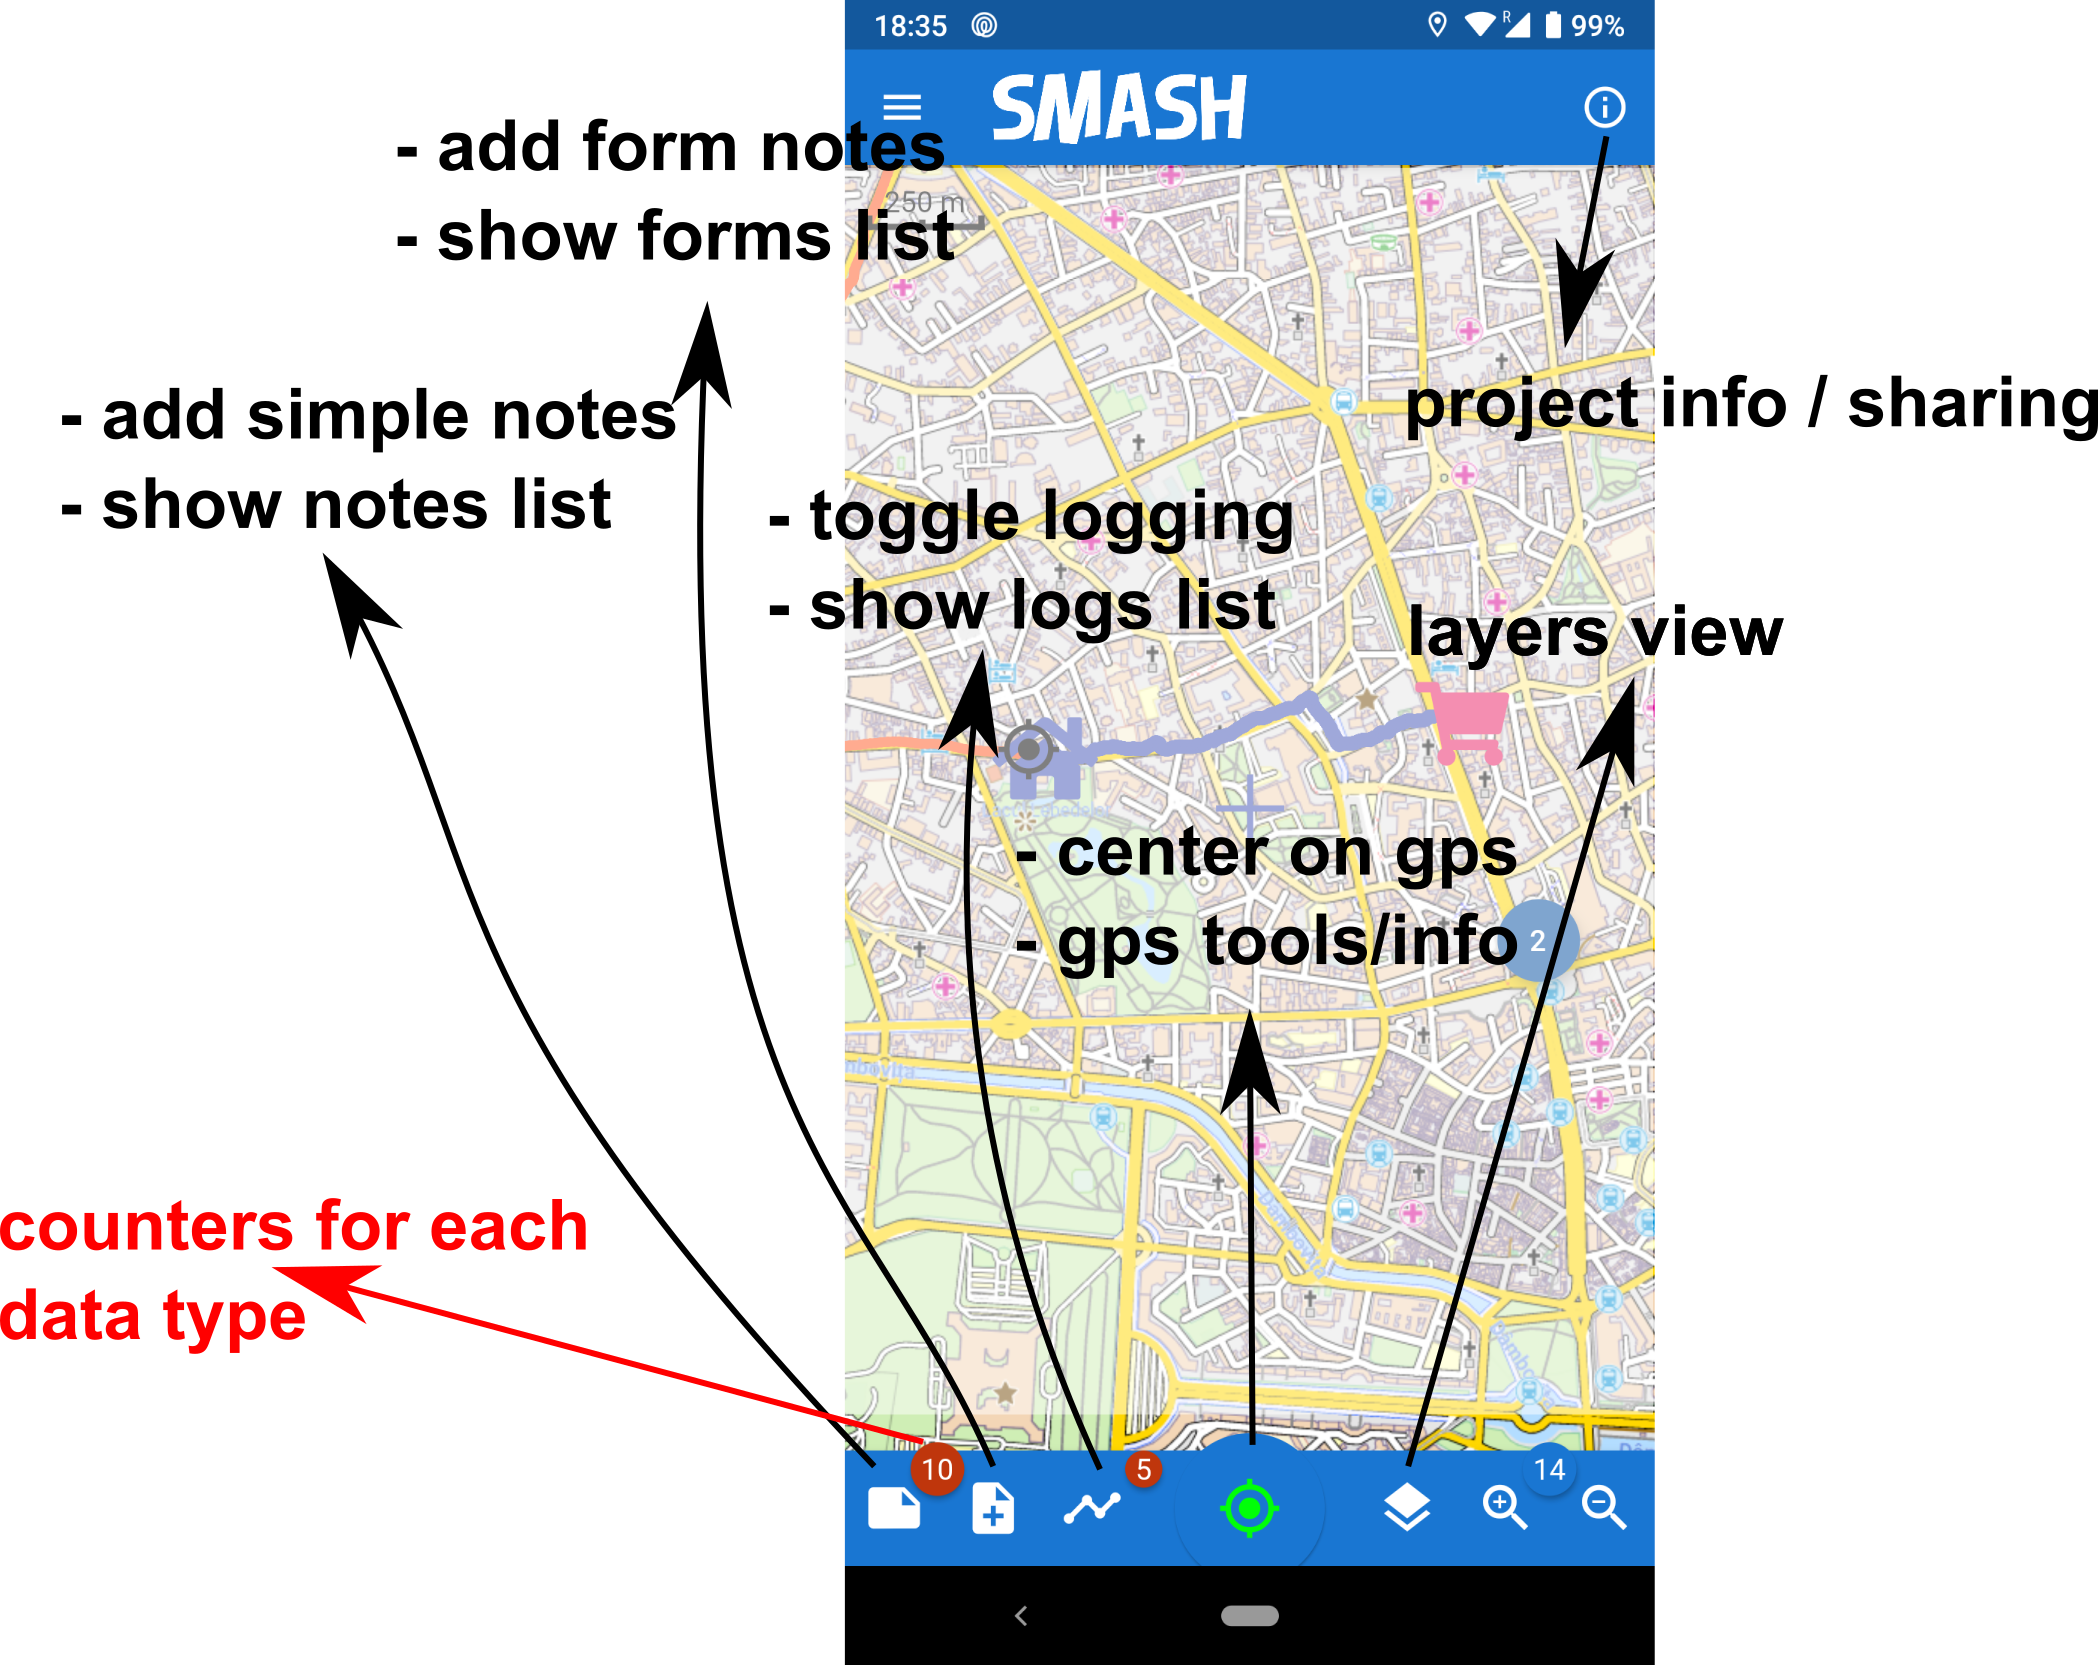 18:35
R
99%
SMASH
- add form notes
- show forms list
250 m
- add simple notes
- show notes list
project info / sharing
- toggle logging
- show logs list
layers view
- center on gps
- gps tools/info
2
Dambovița
counters for each
data type
10
5
14